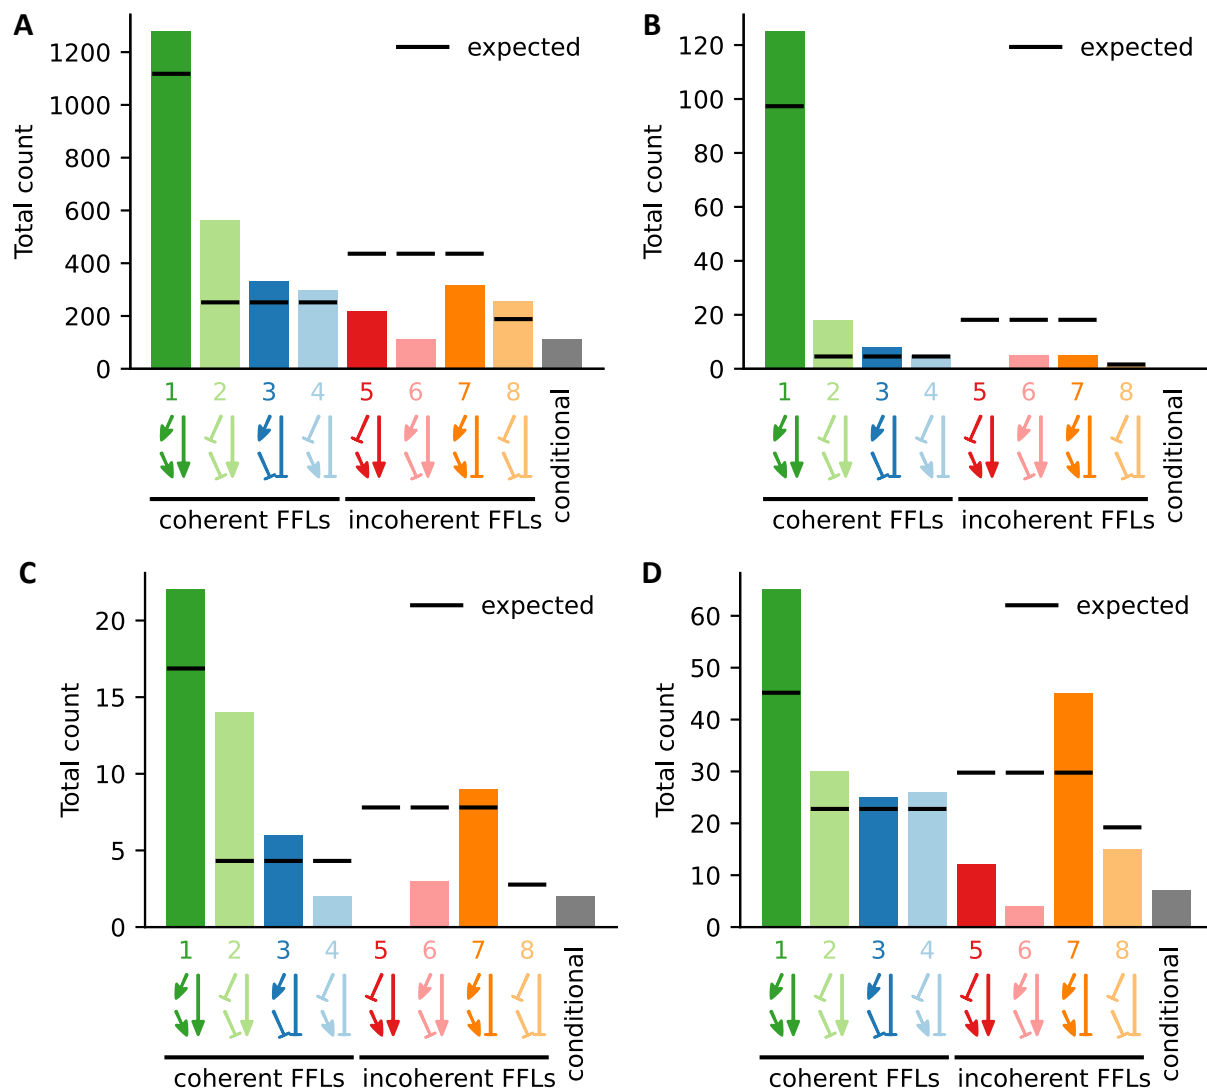 A
expected
Total count
1200
1000
800
600
400
200
0
1 2 3 4 5 6 7 8
conditional
coherent FFLs incoherent FFLs
B
expected
Total count
120
100
80
60
40
20
0
1 2 3 4 5 6 7 8
conditional
coherent FFLs incoherent FFLs
C
expected
Total count
20
15
10
5
0
1 2 3 4 5 6 7 8
conditional
coherent FFLs incoherent FFLs
D
expected
Total count
60
50
40
30
20
10
0
1 2 3 4 5 6 7 8
conditional
coherent FFLs incoherent FFLs